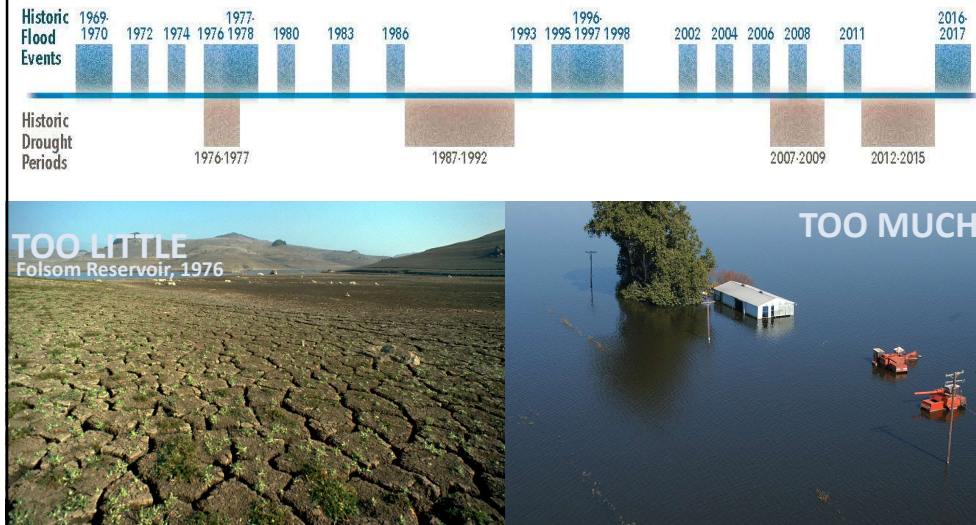 Historic
Flood
Events
1969-
1970
1972
1974
1976
1977-
1978
1980
1983
1986
1993
1995
1996-
1997
1998
2002
2004
2006
2008
2011
2016-
2017
Historic
Drought
Periods
1976-1977
1987-1992
2007-2009
2012-2015
TOO LITTLE
Folsom Reservoir, 1976
TOO MUCH